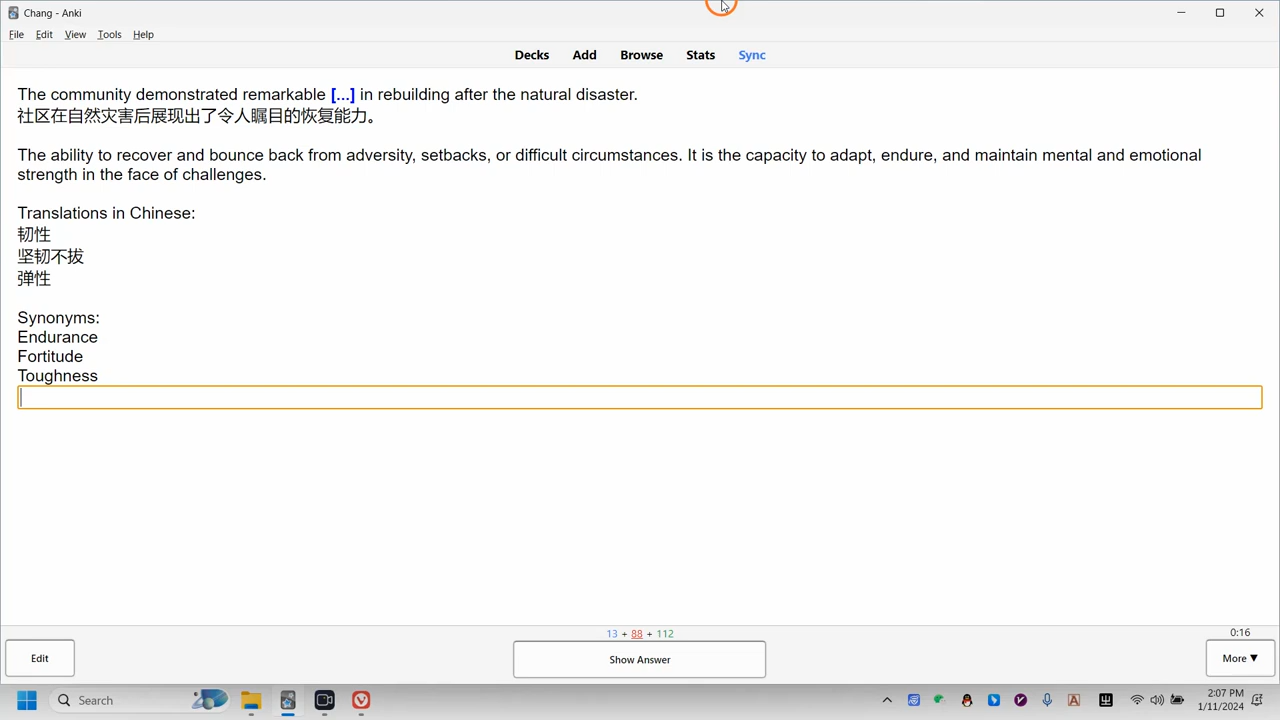 Chang - Anki
File Edit View Tools Help
Decks Add Browse Stats Sync
The community demonstrated remarkable [...] in rebuilding after the natural disaster.
社区在自然灾害后展现出了令人瞩目的恢复能力。
The ability to recover and bounce back from adversity, setbacks, or difficult circumstances. It is the capacity to adapt, endure, and maintain mental and emotional
strength in the face of challenges.
Translations in Chinese:
韧性
坚韧不拔
弹性
Synonyms:
Endurance
Fortitude
Toughness
13 + 88 + 112
0:16
Edit
Show Answer
More ▼
Search
2:07 PM
1/11/2024